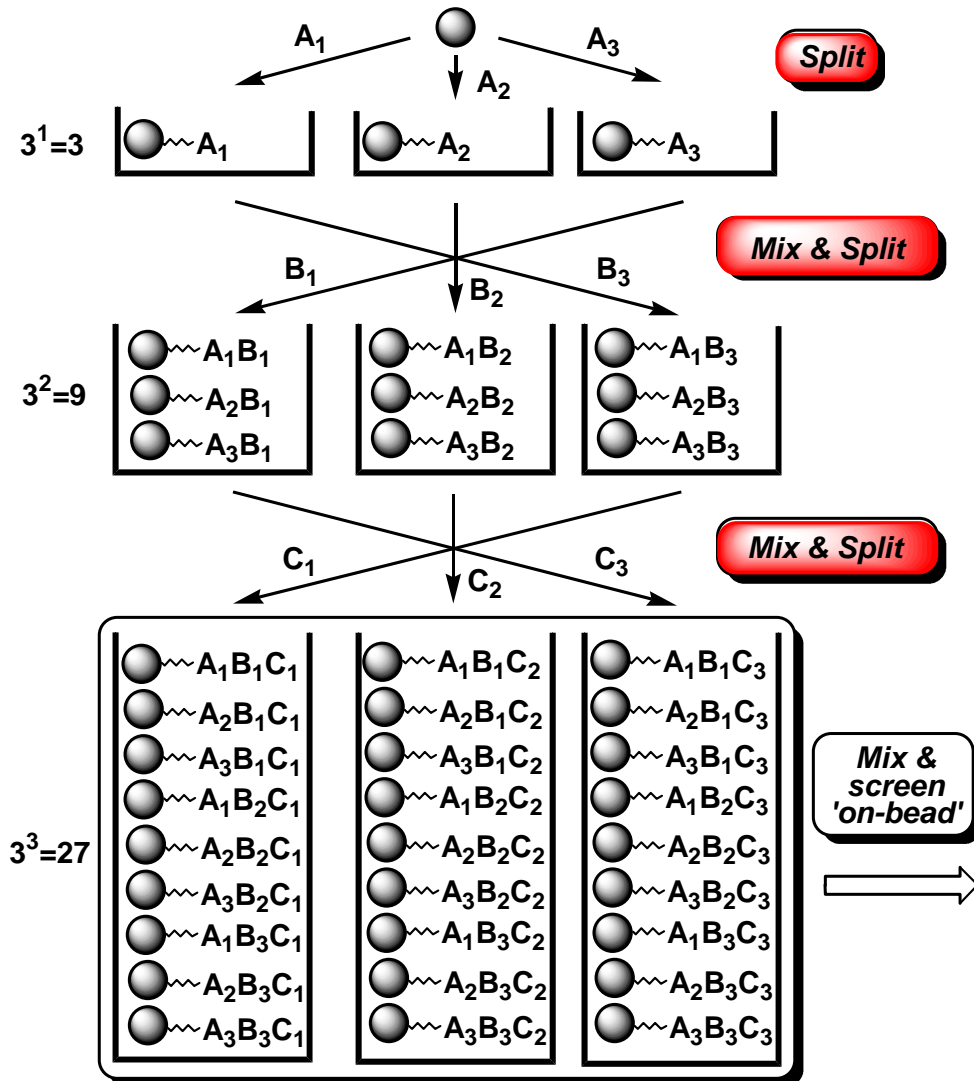 A₁
A₂
A₃
Split
3¹=3
A₁
A₂
A₃
Mix & Split
B₁
B₂
B₃
3²=9
A₁B₁
A₂B₁
A₃B₁
A₁B₂
A₂B₂
A₃B₂
A₁B₃
A₂B₃
A₃B₃
Mix & Split
C₁
C₂
C₃
3³=27
A₁B₁C₁
A₂B₁C₁
A₃B₁C₁
A₁B₂C₁
A₂B₂C₁
A₃B₂C₁
A₁B₃C₁
A₂B₃C₁
A₃B₃C₁
A₁B₁C₂
A₂B₁C₂
A₃B₁C₂
A₁B₂C₂
A₂B₂C₂
A₃B₂C₂
A₁B₃C₂
A₂B₃C₂
A₃B₃C₂
A₁B₁C₃
A₂B₁C₃
A₃B₁C₃
A₁B₂C₃
A₂B₂C₃
A₃B₂C₃
A₁B₃C₃
A₂B₃C₃
A₃B₃C₃
Mix &
screen
'on-bead'